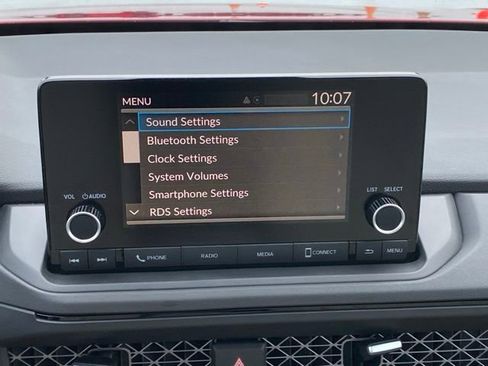 MENU 10:07
Sound Settings
Bluetooth Settings
Clock Settings
System Volumes
Smartphone Settings
RDS Settings
VOL AUDIO
LIST SELECT
PHONE RADIO MEDIA CONNECT MENU